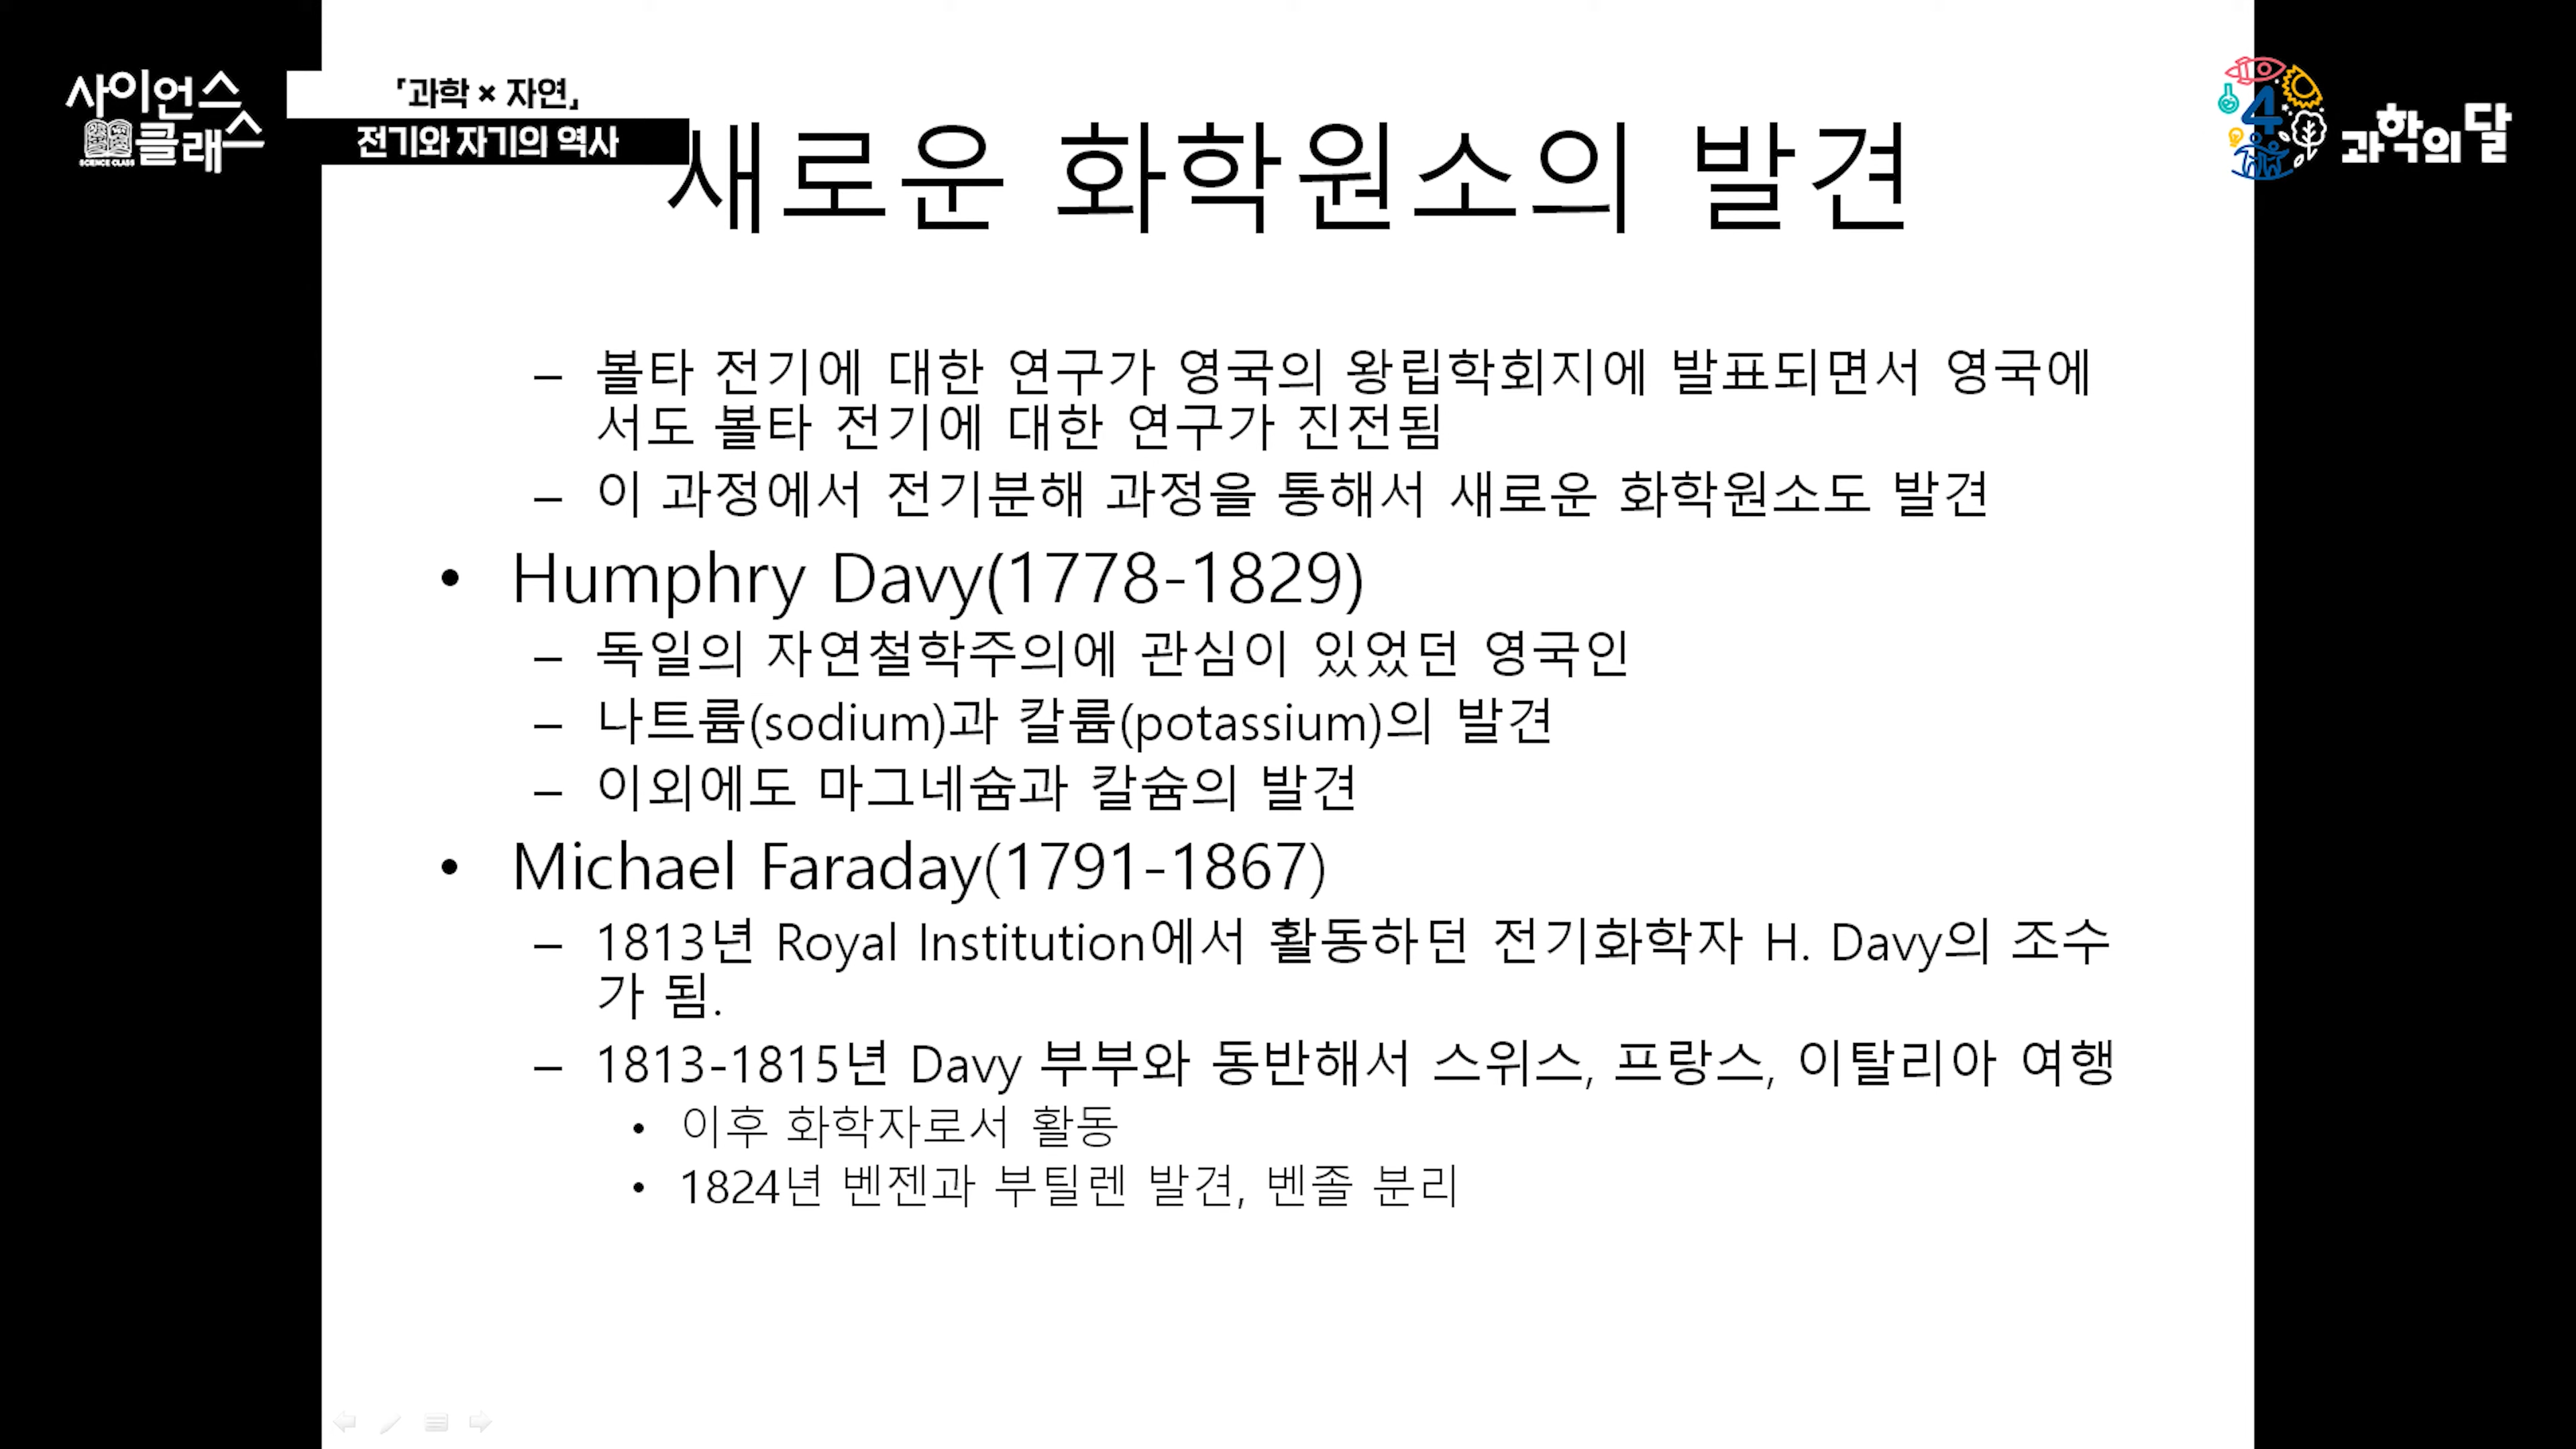 사이언스
클래스
SCIENCE CLASS
「과학 × 자연」
전기와 자기의 역사
4
과학의 달
새로운 화학원소의 발견
– 볼타 전기에 대한 연구가 영국의 왕립학회지에 발표되면서 영국에
서도 볼타 전기에 대한 연구가 진전됨
– 이 과정에서 전기분해 과정을 통해서 새로운 화학원소도 발견
• Humphry Davy(1778-1829)
– 독일의 자연철학주의에 관심이 있었던 영국인
– 나트륨(sodium)과 칼륨(potassium)의 발견
– 이외에도 마그네슘과 칼슘의 발견
• Michael Faraday(1791-1867)
– 1813년 Royal Institution에서 활동하던 전기화학자 H. Davy의 조수
가 됨.
– 1813-1815년 Davy 부부와 동반해서 스위스, 프랑스, 이탈리아 여행
• 이후 화학자로서 활동
• 1824년 벤젠과 부틸렌 발견, 벤졸 분리